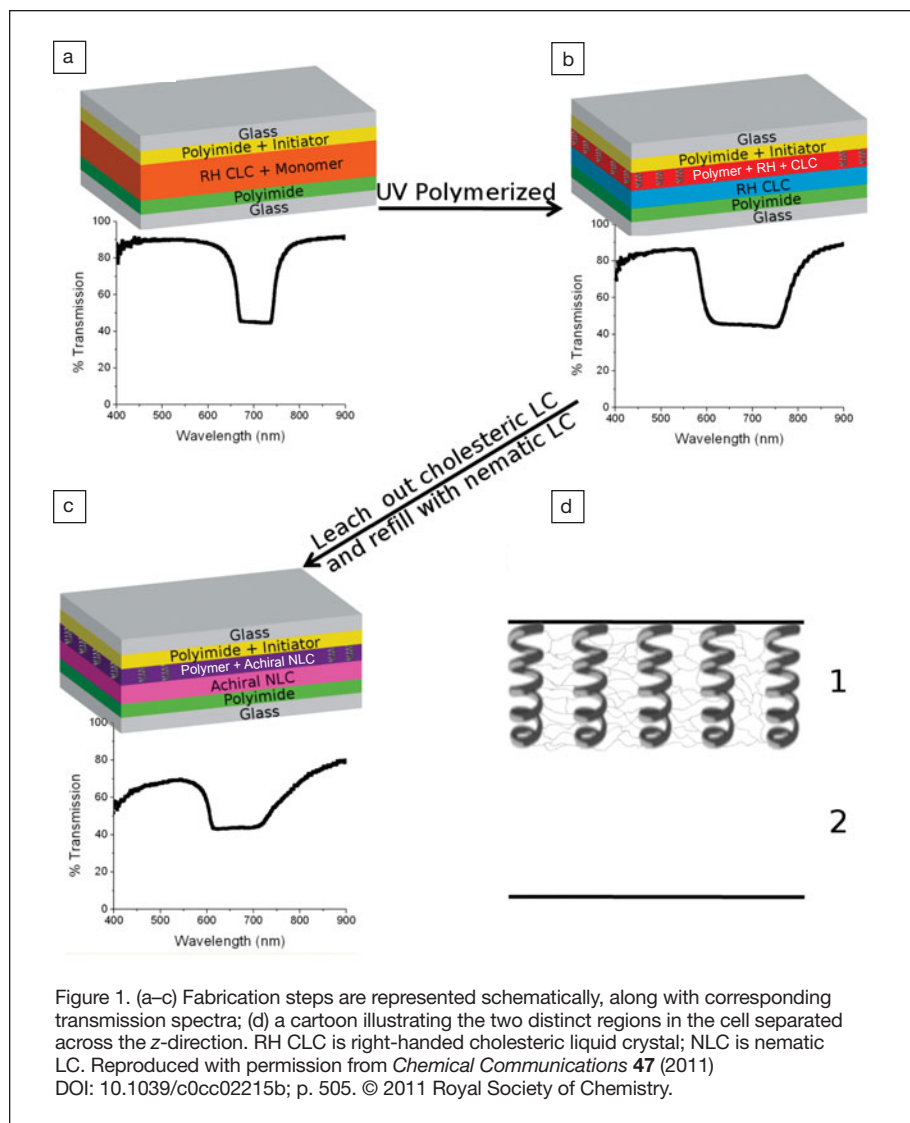 a
Glass
Polyimide + Initiator
RH CLC + Monomer
Polyimide
Glass
100
80
60
40
20
0
% Transmission
400 500 600 700 800 900
Wavelength (nm)
UV Polymerized
b
Glass
Polyimide + Initiator
Polymer + RH + CLC
RH CLC
Polyimide
Glass
100
80
60
40
20
0
% Transmission
400 500 600 700 800 900
Wavelength (nm)
Leach out cholesteric LC
and refill with nematic LC
c
Glass
Polyimide + Initiator
Polymer + Achiral NLC
Achiral NLC
Polyimide
Glass
100
80
60
40
20
0
% Transmission
400 500 600 700 800 900
Wavelength (nm)
d
1
2
Figure 1. (a–c) Fabrication steps are represented schematically, along with corresponding
transmission spectra; (d) a cartoon illustrating the two distinct regions in the cell separated
across the z-direction. RH CLC is right-handed cholesteric liquid crystal; NLC is nematic
LC. Reproduced with permission from Chemical Communications 47 (2011)
DOI: 10.1039/c0cc02215b; p. 505. © 2011 Royal Society of Chemistry.